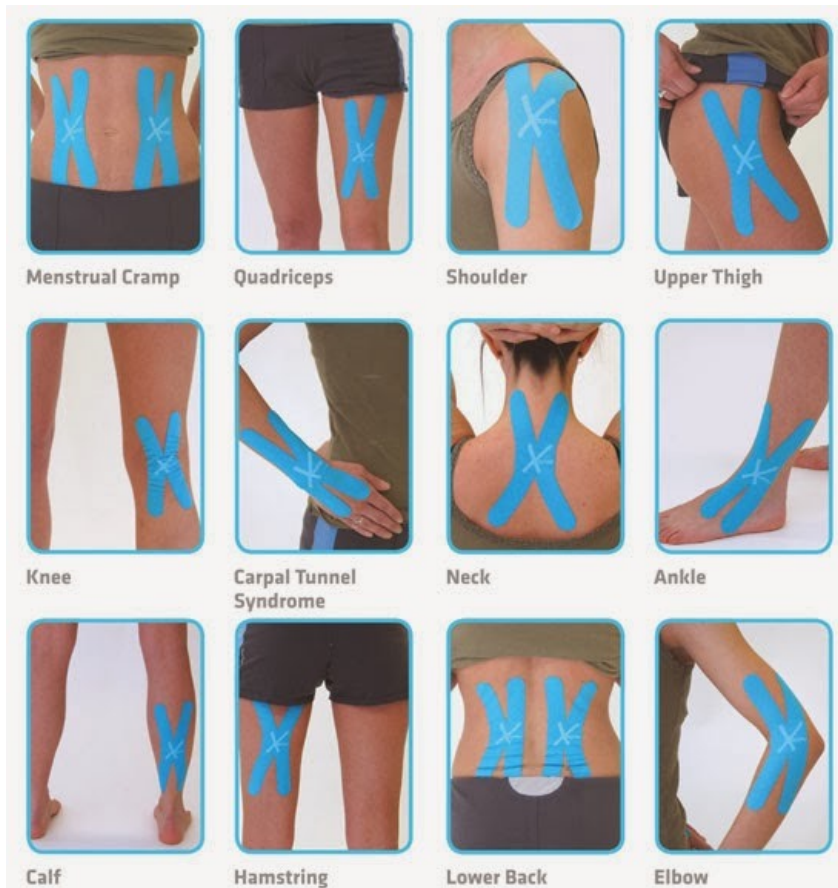 Menstrual Cramp
Quadriceps
Shoulder
Upper Thigh
Knee
Carpal Tunnel
Syndrome
Neck
Ankle
Calf
Hamstring
Lower Back
Elbow